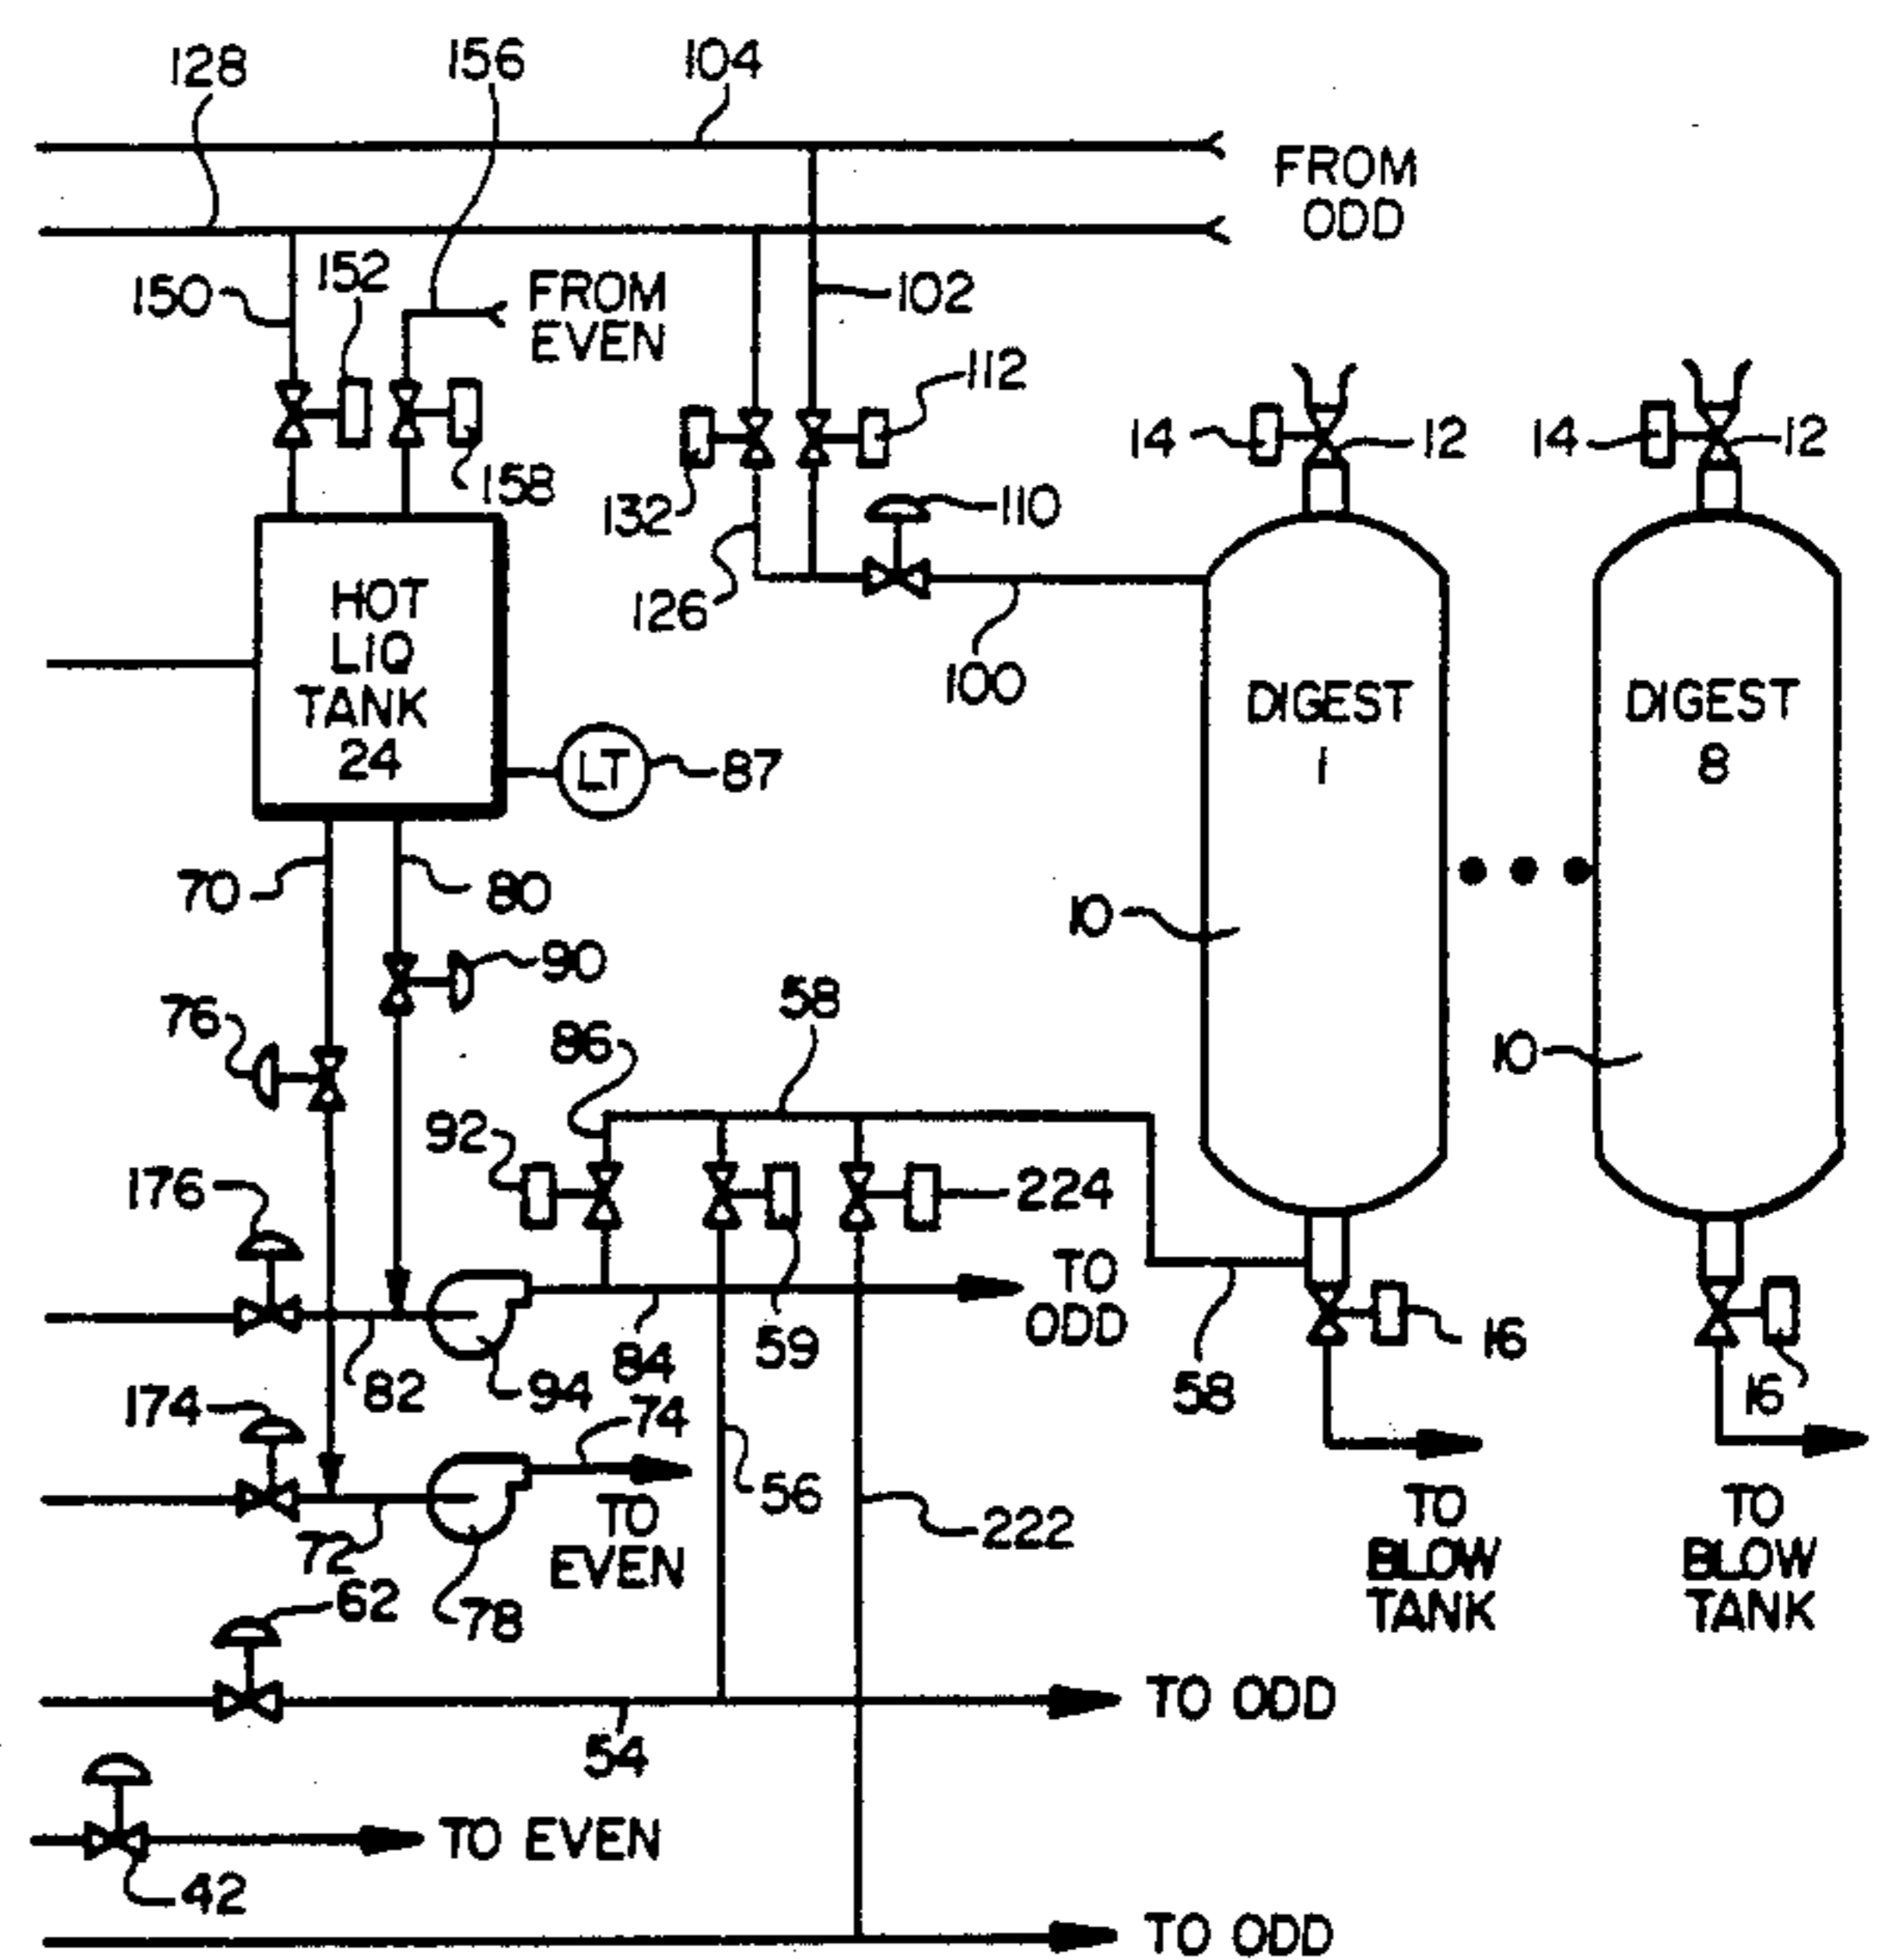 128
156
104
FROM
ODD
150
152
FROM
EVEN
102
112
132
158
110
14
12
14
12
126
100
HOT
LIQ
TANK
24
LT
87
DIGEST
1
DIGEST
8
70
80
10
10
76
90
86
58
92
176
224
59
TO
ODD
82
94
84
58
16
16
174
74
56
222
72
78
TO
EVEN
TO
BLOW
TANK
TO
BLOW
TANK
62
54
TO ODD
42
TO EVEN
TO ODD